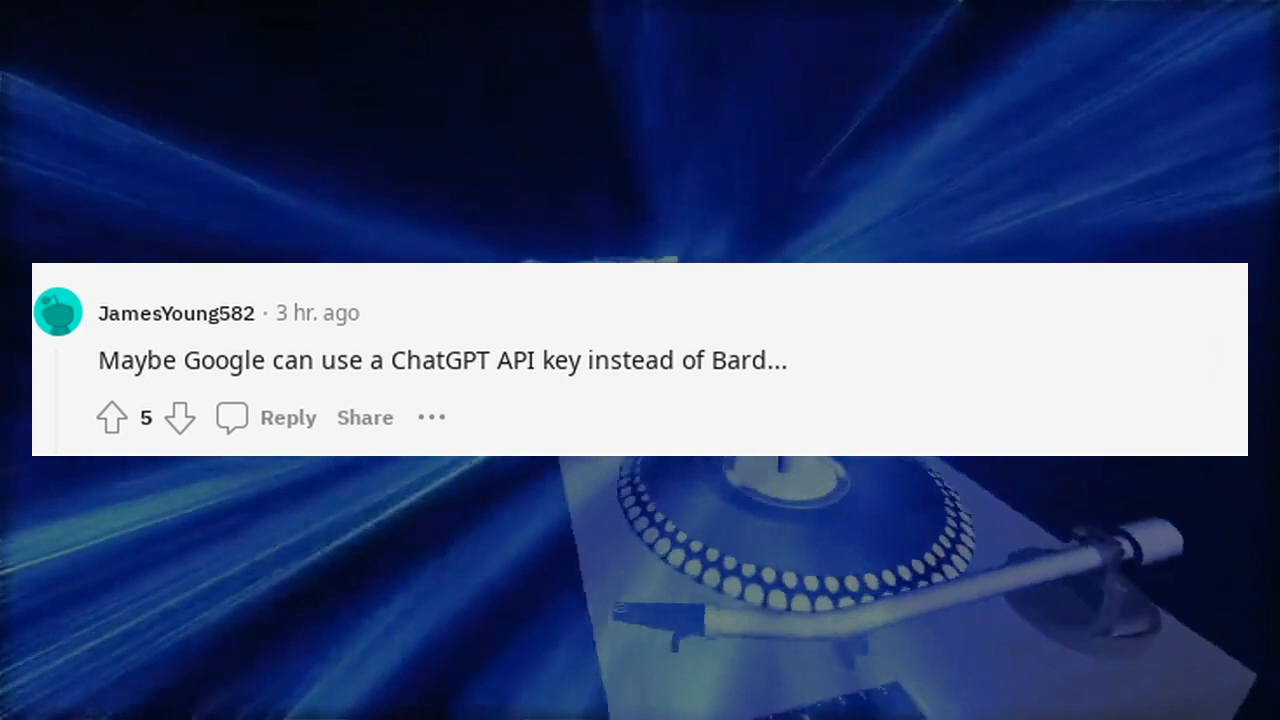 JamesYoung582 · 3 hr. ago
Maybe Google can use a ChatGPT API key instead of Bard...
5 Reply Share